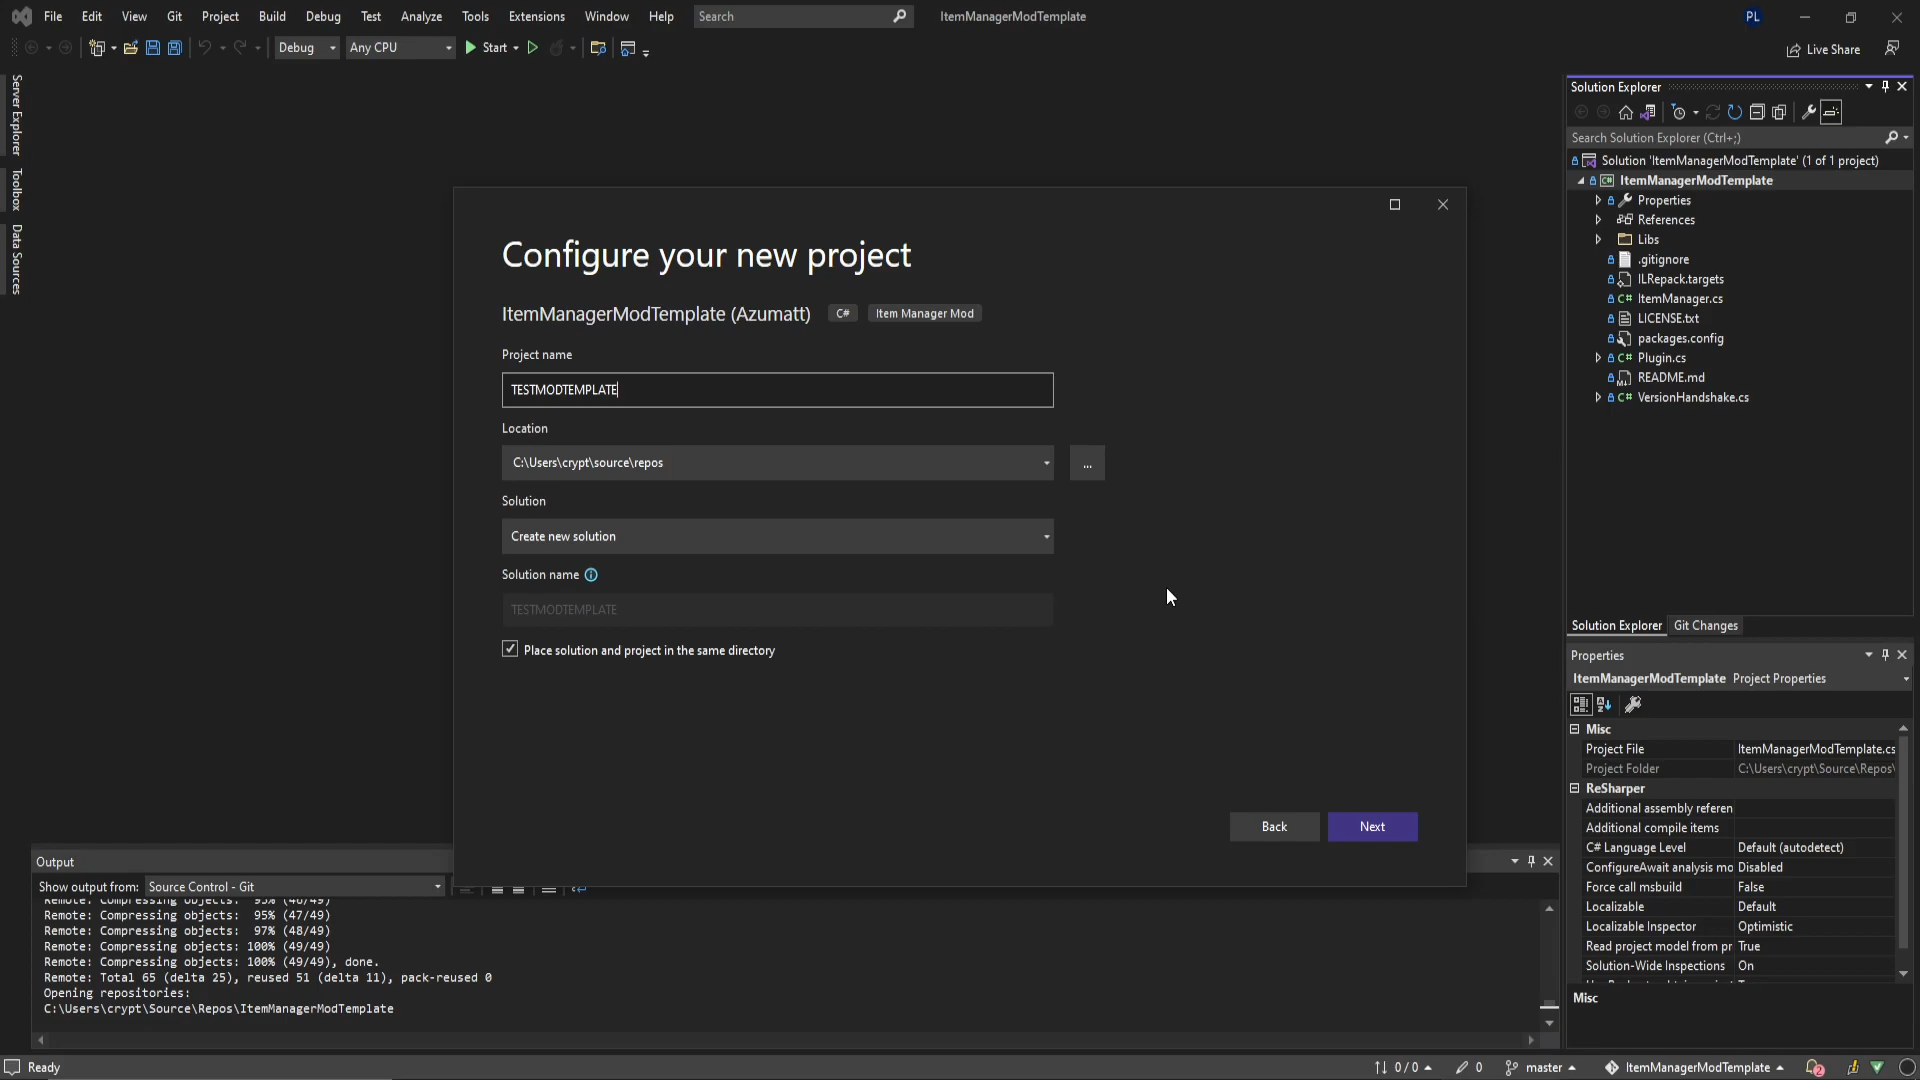 File Edit View Git Project Build Debug Test Analyze Tools Extensions Window Help Search ItemManagerModTemplate PL
Debug Any CPU Start Live Share
Server Explorer
Toolbox
Data Sources
Configure your new project
ItemManagerModTemplate (Azumatt) C# Item Manager Mod
Project name
TESTMODTEMPLATE
Location
C:\Users\crypt\source\repos
...
Solution
Create new solution
Solution name
TESTMODTEMPLATE
Place solution and project in the same directory
Back Next
Solution Explorer
Search Solution Explorer (Ctrl+;)
Solution 'ItemManagerModTemplate' (1 of 1 project)
C# ItemManagerModTemplate
Properties
References
Libs
.gitignore
ILRepack.targets
C# ItemManager.cs
LICENSE.txt
packages.config
C# Plugin.cs
README.md
C# VersionHandshake.cs
Solution Explorer Git Changes
Properties
ItemManagerModTemplate Project Properties
Misc
Project File ItemManagerModTemplate.cs
Project Folder C:\Users\crypt\Source\Repos\
ReSharper
Additional assembly referen
Additional compile items
C# Language Level Default (autodetect)
ConfigureAwait analysis mo Disabled
Force call msbuild False
Localizable Default
Localizable Inspector Optimistic
Read project model from pr True
Solution-Wide Inspections On
Misc
Output
Show output from: Source Control - Git
Remote: Compressing objects: 93% (46/49)
Remote: Compressing objects: 95% (47/49)
Remote: Compressing objects: 97% (48/49)
Remote: Compressing objects: 100% (49/49)
Remote: Compressing objects: 100% (49/49), done.
Remote: Total 65 (delta 25), reused 51 (delta 11), pack-reused 0
Opening repositories:
C:\Users\crypt\Source\Repos\ItemManagerModTemplate
Ready 0 / 0 0 master ItemManagerModTemplate 2